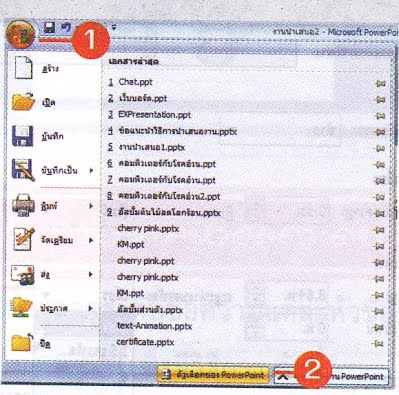 1
งานนำเสนอ2 - Microsoft PowerPoi
สร้าง
เปิด
บันทึก
บันทึกเป็น
พิมพ์
จัดเตรียม
ส่ง
ประกาศ
ปิด
เอกสารล่าสุด
1 Chat.ppt
2 เว็บบอร์ด.ppt
3 EXPresentation.ppt
4 ข้อแนะนำวิธีการนำเสนองาน.pptx
5 งานนำเสนอ1.pptx
6 คอมพิวเตอร์กับโรคอ้วน.ppt
7 คอมพิวเตอร์กับโรคอ้วน.ppt
8 คอมพิวเตอร์กับโรคอ้วน2.ppt
9 อัลบั้มต้นไม้ลดโลกร้อน.pptx
cherry pink.pptx
KM.ppt
cherry pink.pptx
cherry pink.pptx
KM.ppt
อัลบั้มส่วนตัว.pptx
text-Animation.pptx
certificate.pptx
ตัวเลือกของ PowerPoint
2
PowerPoint